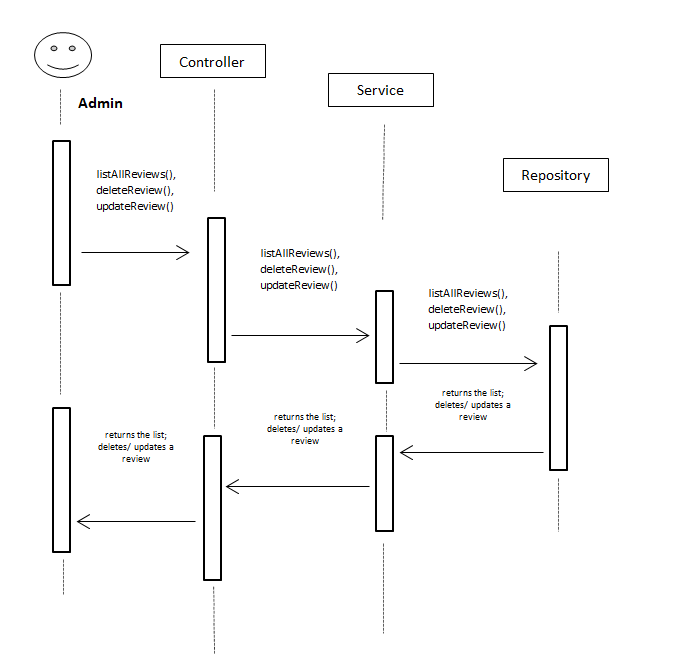 Controller
Service
Admin
Repository
listAllReviews(),
deleteReview(),
updateReview()
listAllReviews(),
deleteReview(),
updateReview()
listAllReviews(),
deleteReview(),
updateReview()
returns the list;
deletes/ updates a
review
returns the list;
deletes/ updates a
review
returns the list;
deletes/ updates a
review